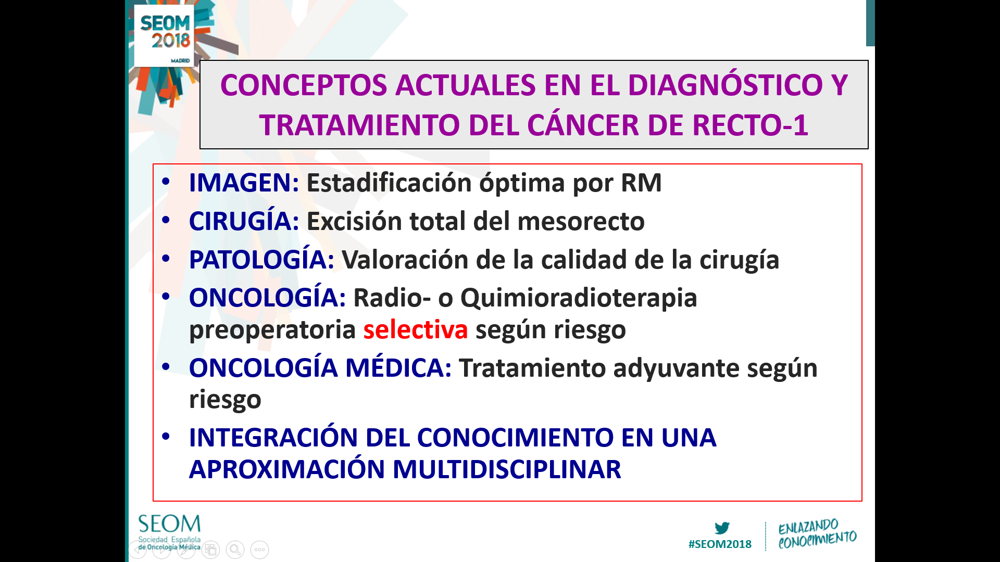 SEOM
2018
MADRID
CONCEPTOS ACTUALES EN EL DIAGNÓSTICO Y
TRATAMIENTO DEL CÁNCER DE RECTO-1
• IMAGEN: Estadificación óptima por RM
• CIRUGÍA: Excisión total del mesorecto
• PATOLOGÍA: Valoración de la calidad de la cirugía
• ONCOLOGÍA: Radio- o Quimioradioterapia
preoperatoria selectiva según riesgo
• ONCOLOGÍA MÉDICA: Tratamiento adyuvante según
riesgo
• INTEGRACIÓN DEL CONOCIMIENTO EN UNA
APROXIMACIÓN MULTIDISCIPLINAR
SEOM
Sociedad Española
de Oncología Médica
#SEOM2018
ENLAZANDO
CONOCIMIENTO